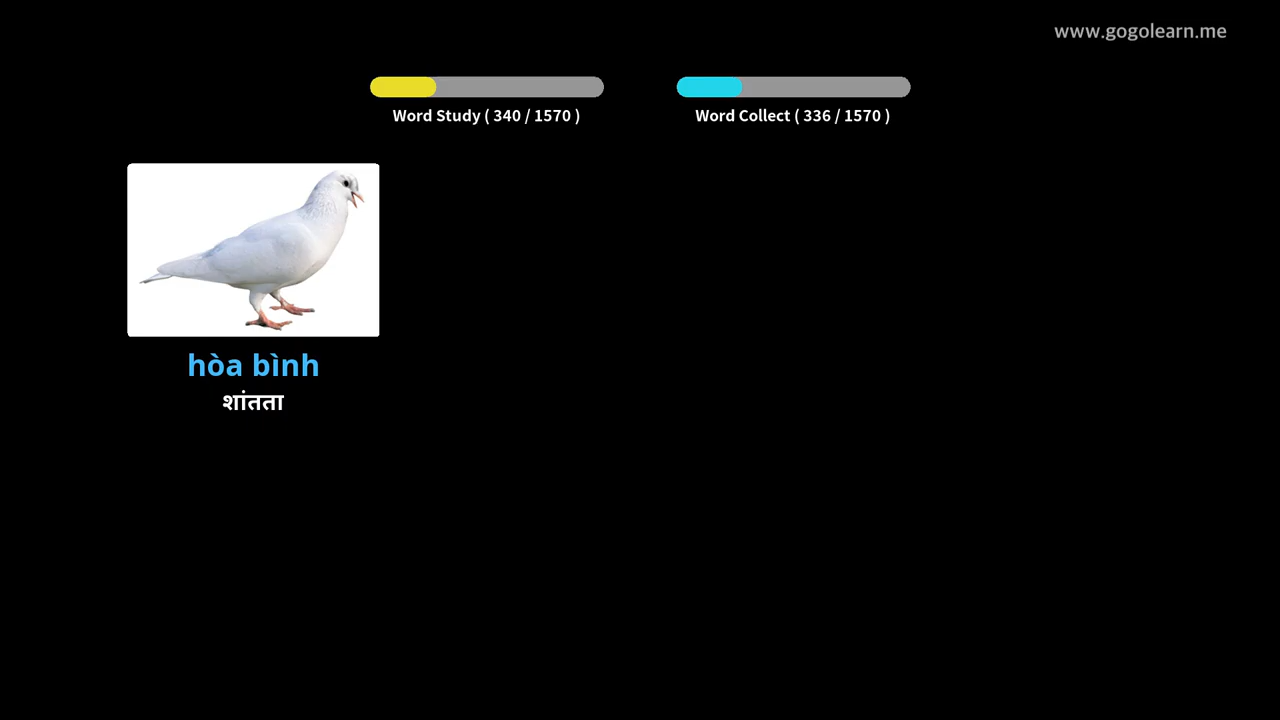 www.gogolearn.me
Word Study ( 340 / 1570 )
Word Collect ( 336 / 1570 )
hòa bình
शांतता